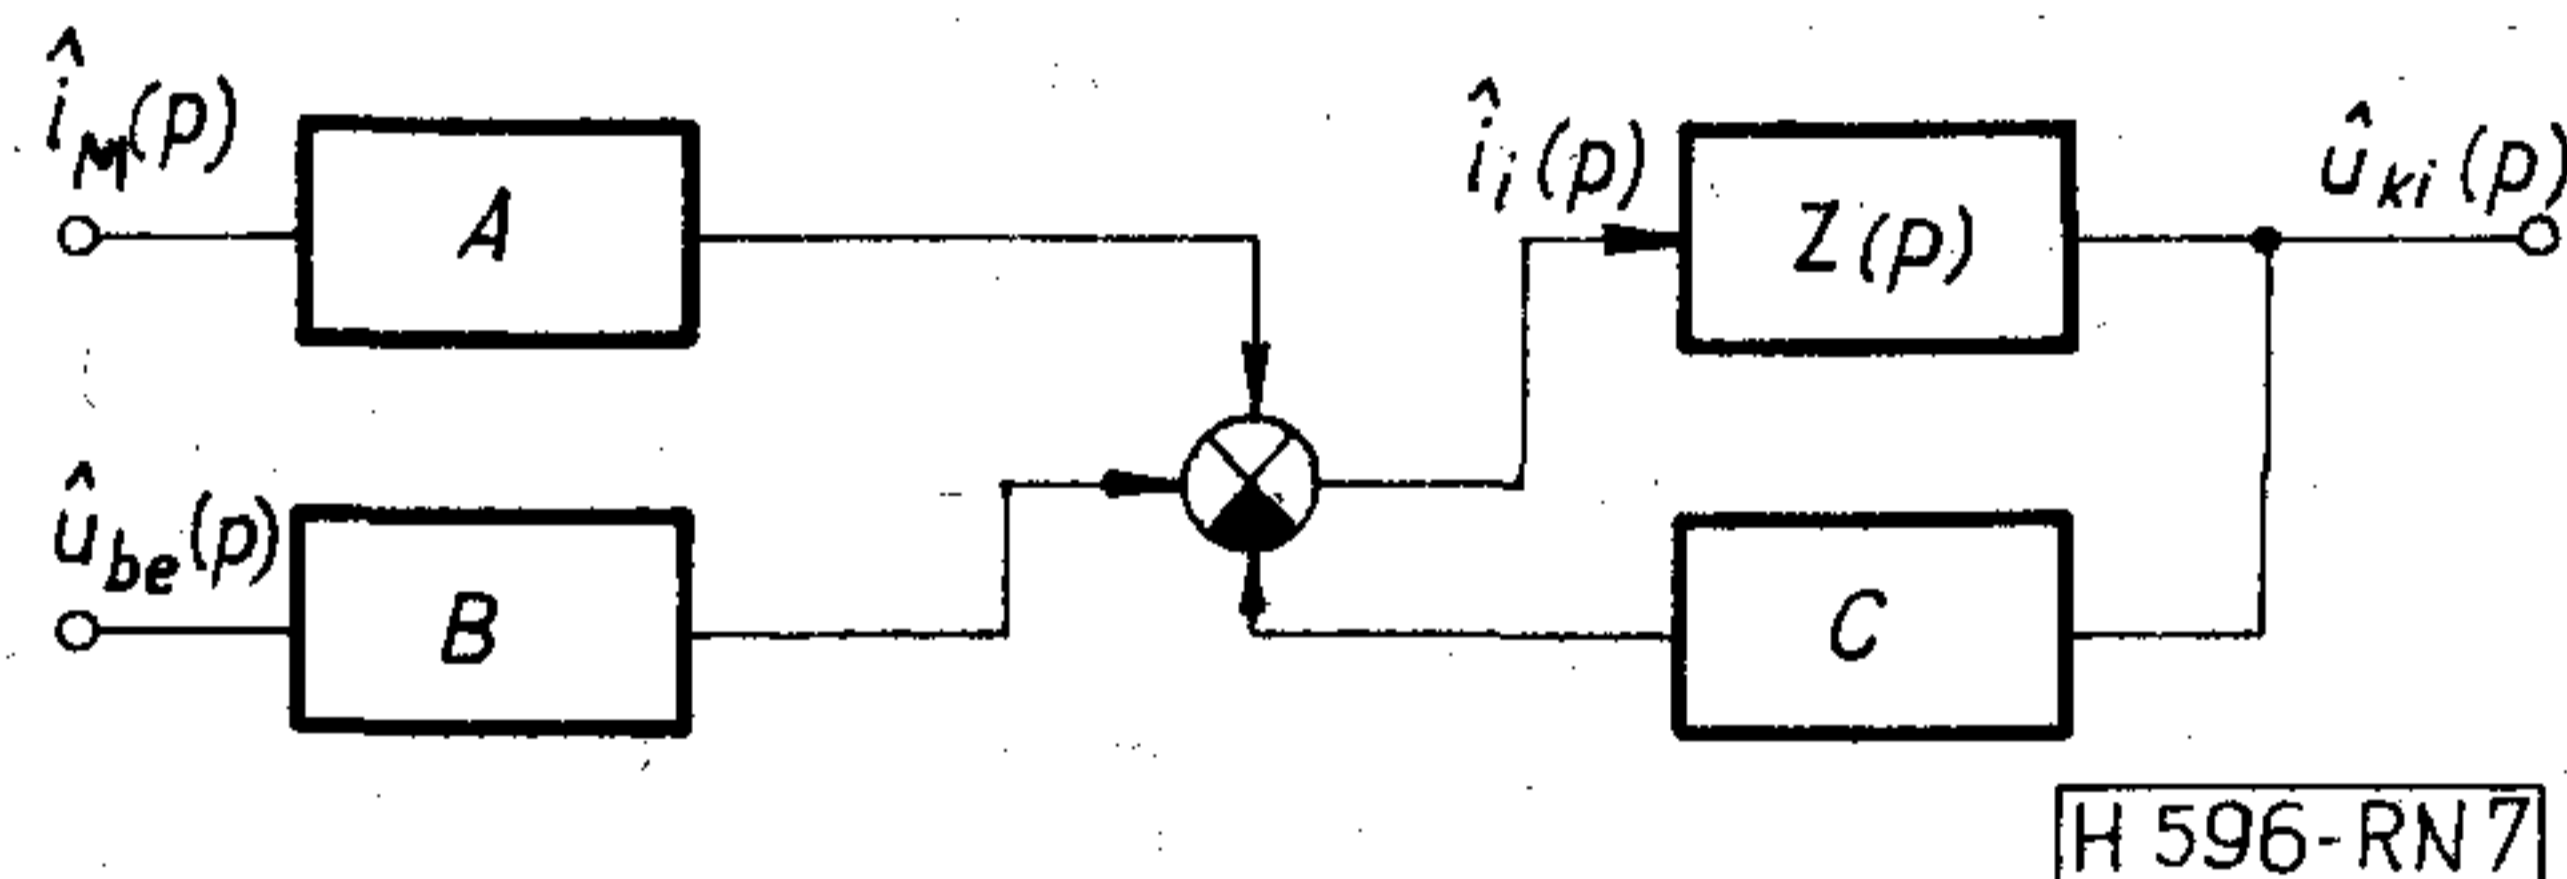 î_M(p)
A
î_i(p)
Z(p)
û_ki(p)
û_be(p)
B
C
H 596-RN 7